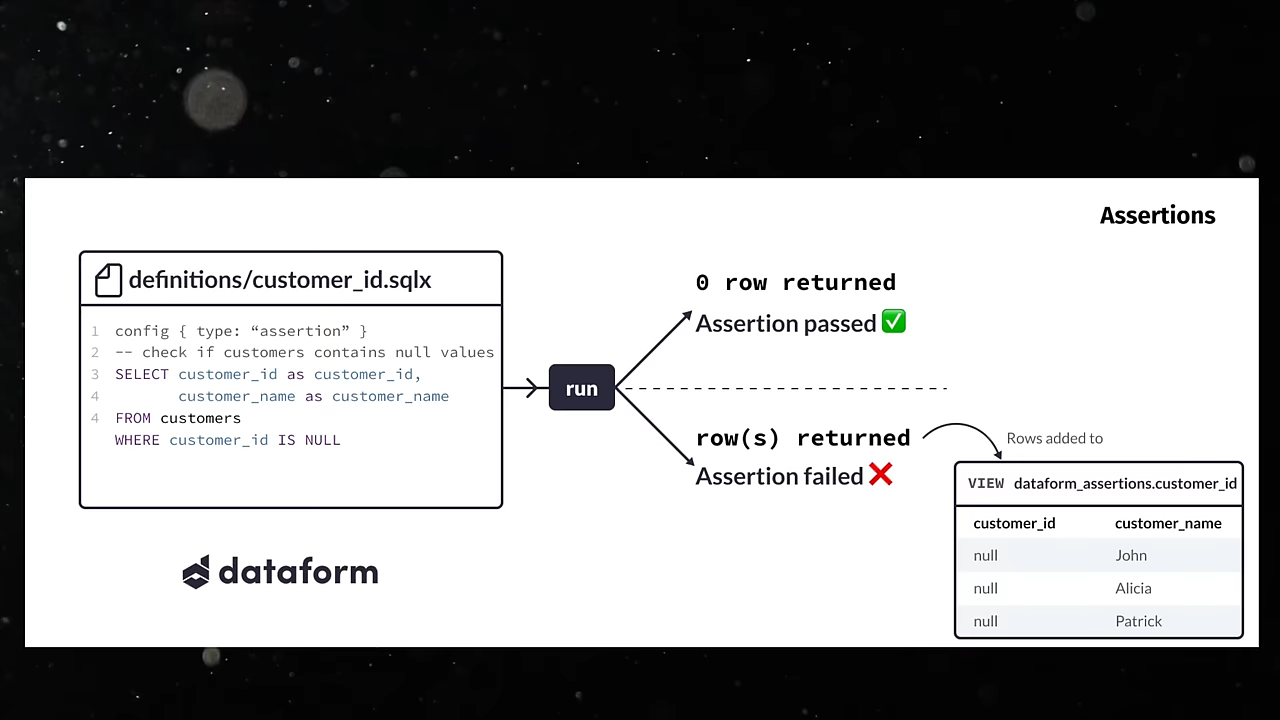 Assertions
definitions/customer_id.sqlx
1 config { type: “assertion” }
2 -- check if customers contains null values
3 SELECT customer_id as customer_id,
4 customer_name as customer_name
4 FROM customers
WHERE customer_id IS NULL
run
0 row returned
Assertion passed ✅
row(s) returned
Assertion failed ❌
Rows added to
VIEW dataform_assertions.customer_id
customer_id customer_name
null John
null Alicia
null Patrick
dataform